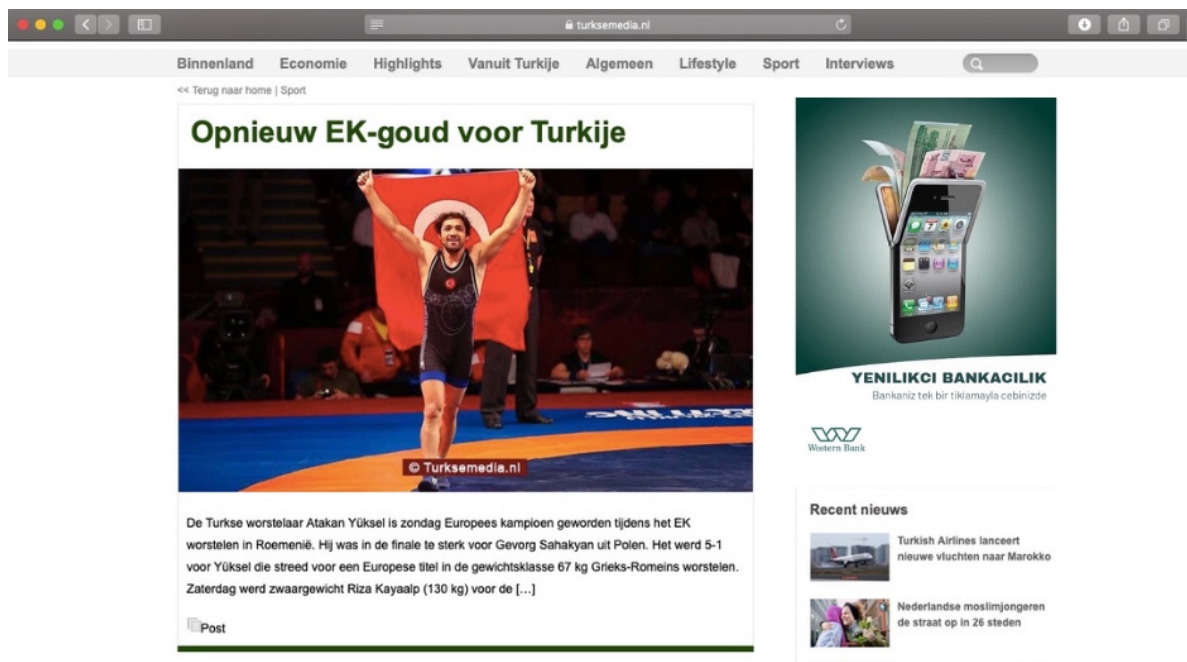 turksemedia.nl
Binnenland Economie Highlights Vanuit Turkije Algemeen Lifestyle Sport Interviews
<< Terug naar home | Sport
Opnieuw EK-goud voor Turkije
© Turksemedia.nl
De Turkse worstelaar Atakan Yüksel is zondag Europees kampioen geworden tijdens het EK
worstelen in Roemenië. Hij was in de finale te sterk voor Gevorg Sahakyan uit Polen. Het werd 5-1
voor Yüksel die streed voor een Europese titel in de gewichtsklasse 67 kg Grieks-Romeins worstelen.
Zaterdag werd zwaargewicht Riza Kayaalp (130 kg) voor de [...]
Post
YENILIKCI BANKACILIK
Bankaniz tek bir tiklamayla cebinizde
Western Bank
Recent nieuws
Turkish Airlines lanceert
nieuwe vluchten naar Marokko
Nederlandse moslimjongeren
de straat op in 26 steden